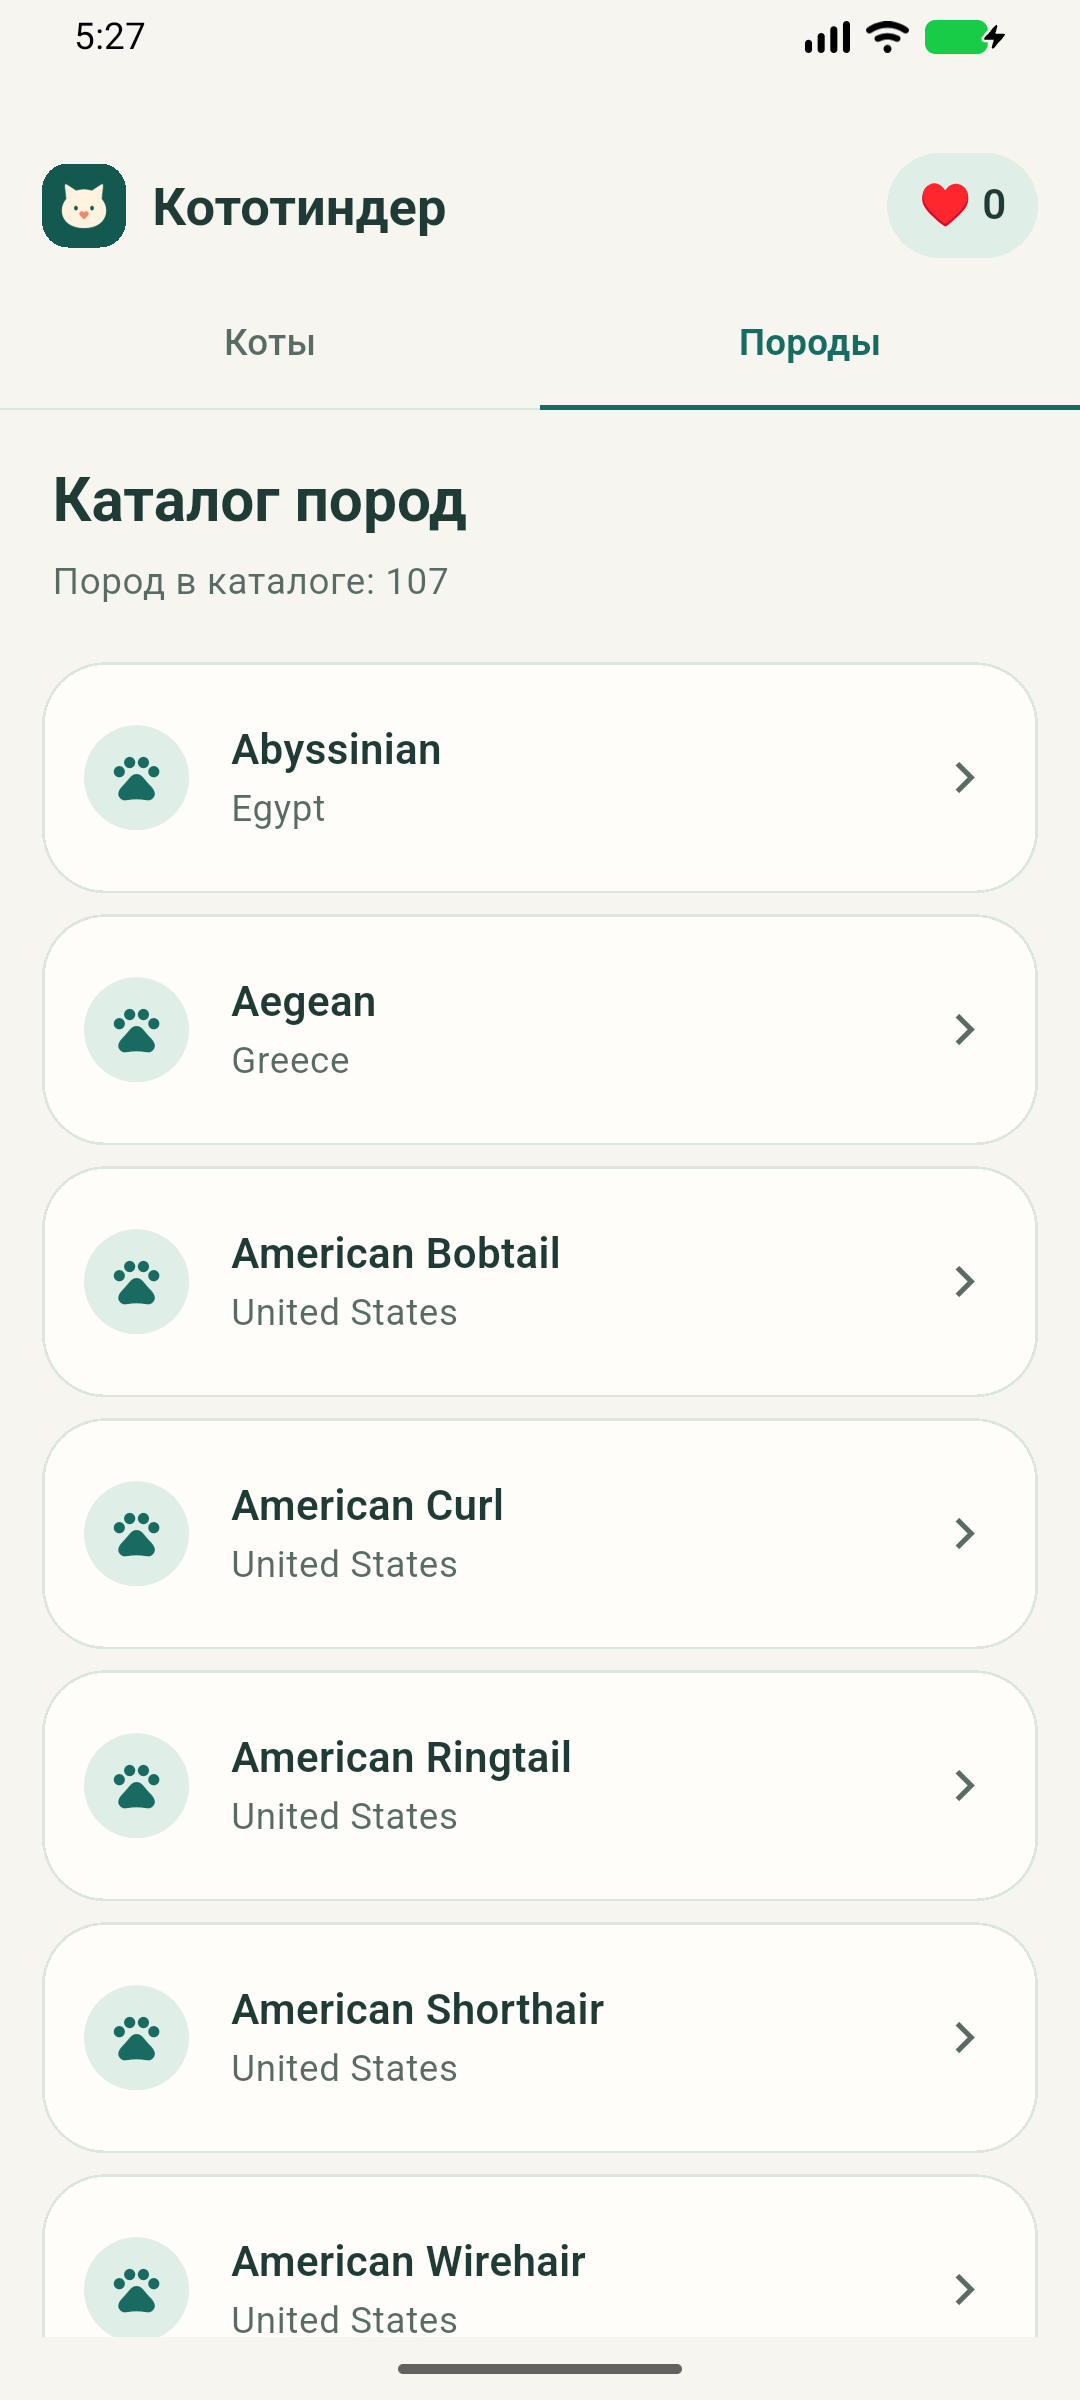 5:27
Кототиндер
0
Коты
Породы
Каталог пород
Пород в каталоге: 107
Abyssinian
Egypt
Aegean
Greece
American Bobtail
United States
American Curl
United States
American Ringtail
United States
American Shorthair
United States
American Wirehair
United States